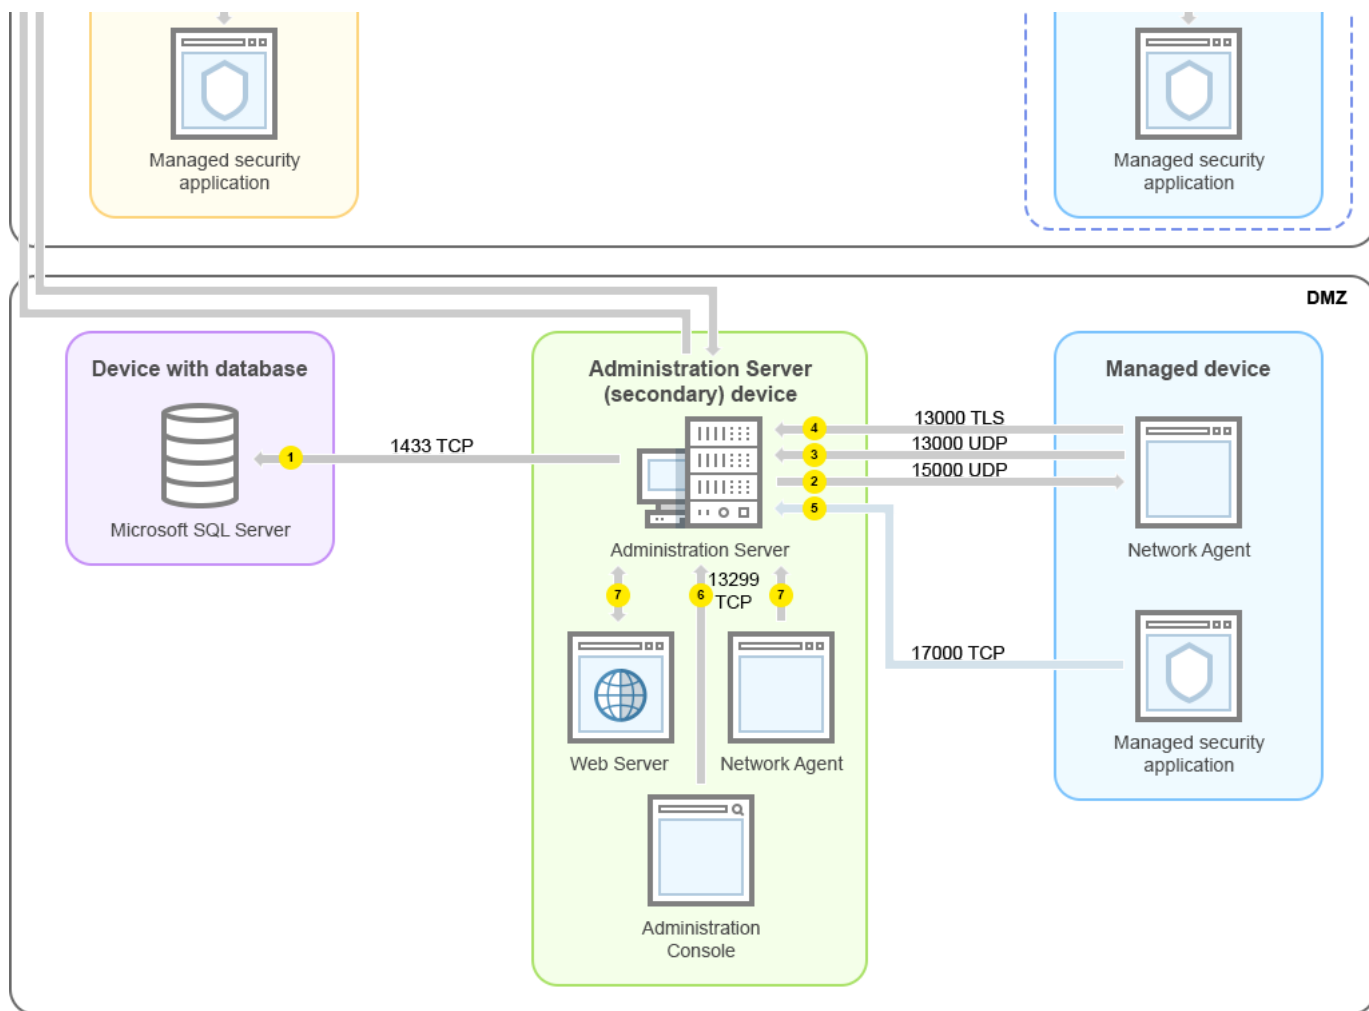 Managed security
application
Managed security
application
DMZ
Device with database
Microsoft SQL Server
1433 TCP
1
Administration Server
(secondary) device
Administration Server
13000 TLS
4
13000 UDP
3
15000 UDP
2
5
17000 TCP
7
6
13299
TCP
7
Web Server
Network Agent
Administration
Console
Managed device
Network Agent
Managed security
application